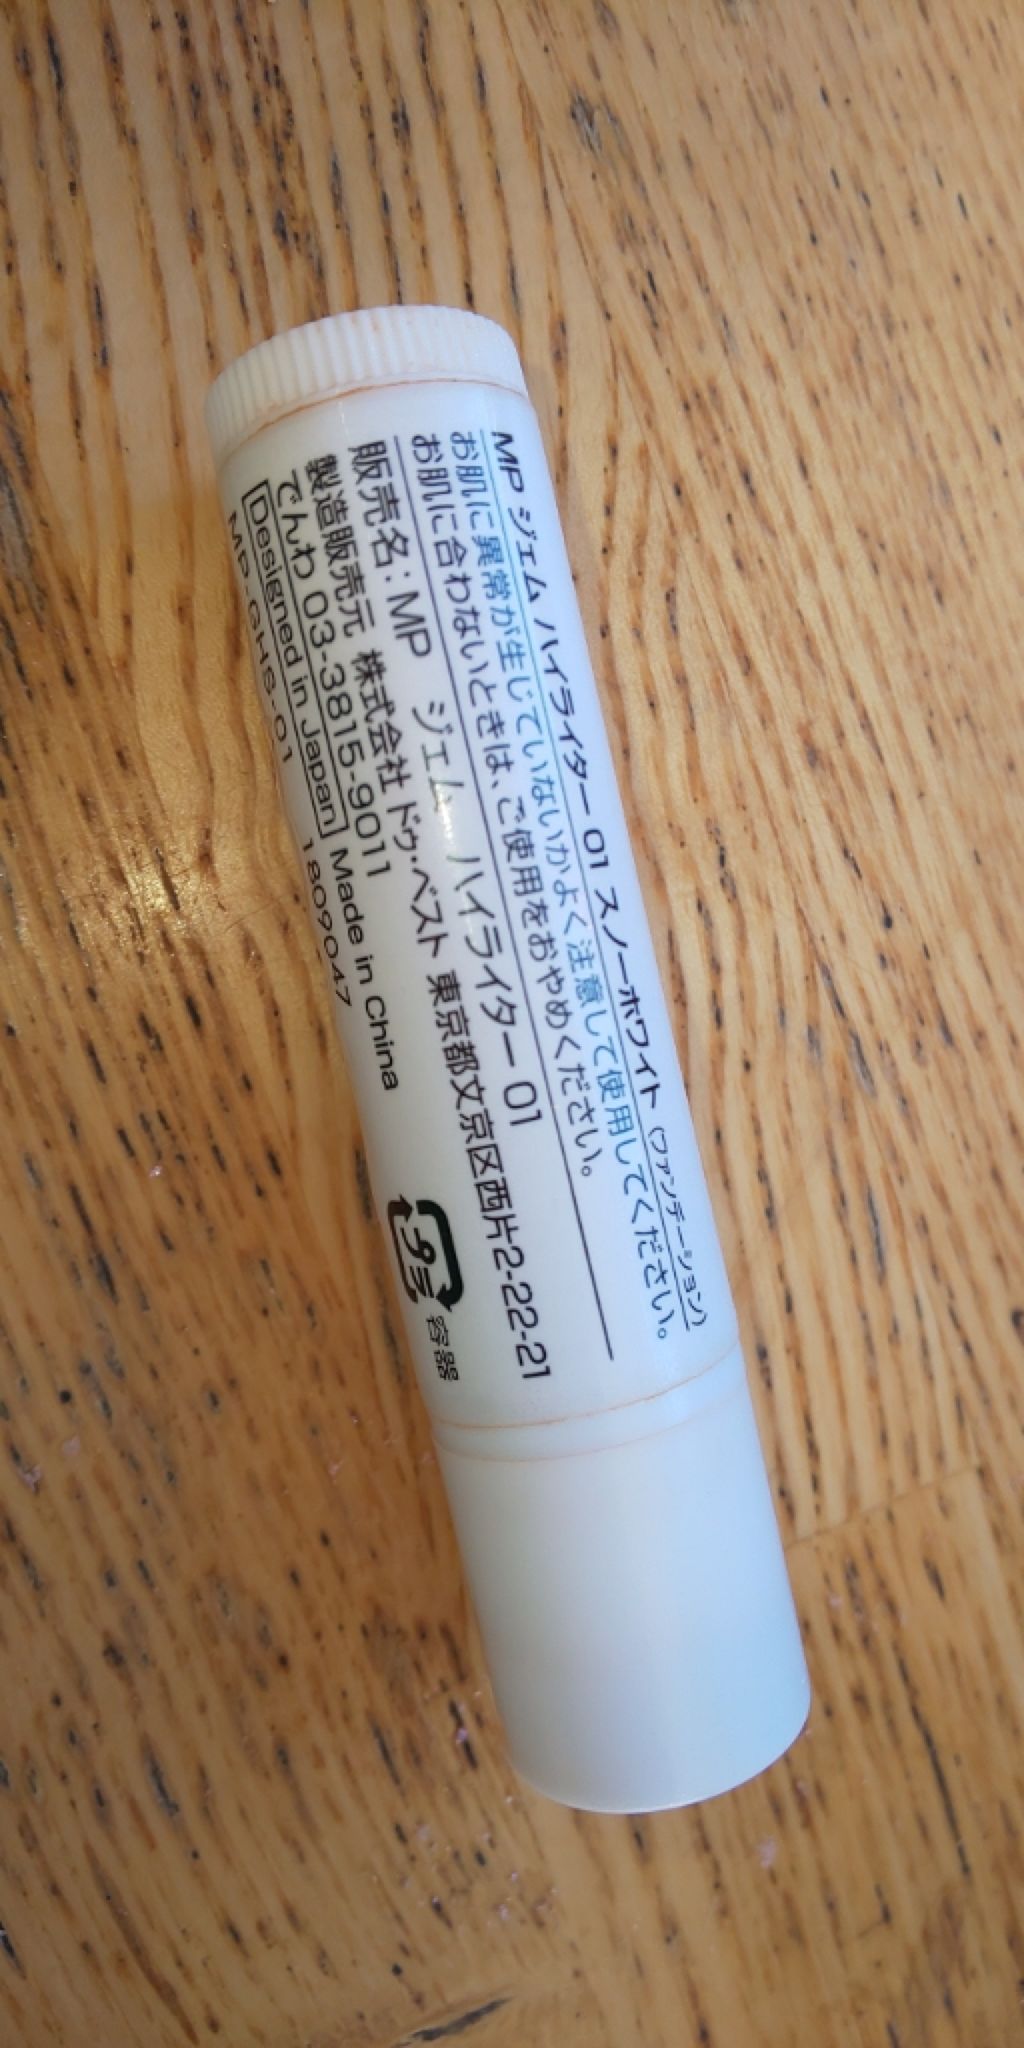 MP ジェム ハイライター 01 スノーホワイト (ファンデーション)
お肌に異常が生じていないかよく注意して使用してください。
お肌に合わないときは、ご使用をおやめください。
販売名:MP ジェム ハイライター 01
製造販売元 株式会社 ドゥ・ベスト 東京都文京区西片2-22-21
でんわ 03-3815-9011
Designed in Japan Made in China
MP-GHS-01 1809047
プラ 容器